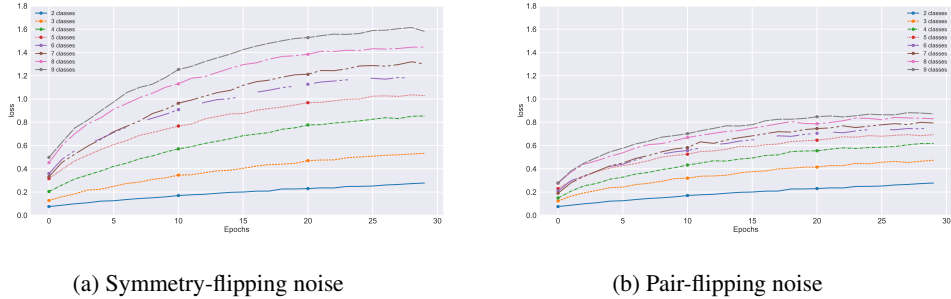 1.8
1.6
1.4
1.2
1.0
0.8
0.6
0.4
0.2
0.0
loss
2 classes
3 classes
4 classes
5 classes
6 classes
7 classes
8 classes
9 classes
0 5 10 15 20 25 30
Epochs
(a) Symmetry-flipping noise
1.8
1.6
1.4
1.2
1.0
0.8
0.6
0.4
0.2
0.0
loss
2 classes
3 classes
4 classes
5 classes
6 classes
7 classes
8 classes
9 classes
0 5 10 15 20 25 30
Epochs
(b) Pair-flipping noise